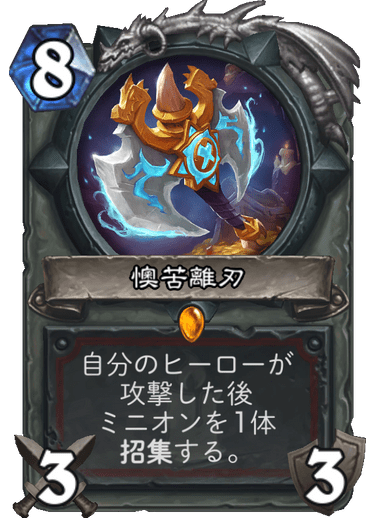 8
懊苦離刃
自分のヒーローが
攻撃した後
ミニオンを1体
招集する。
3
3